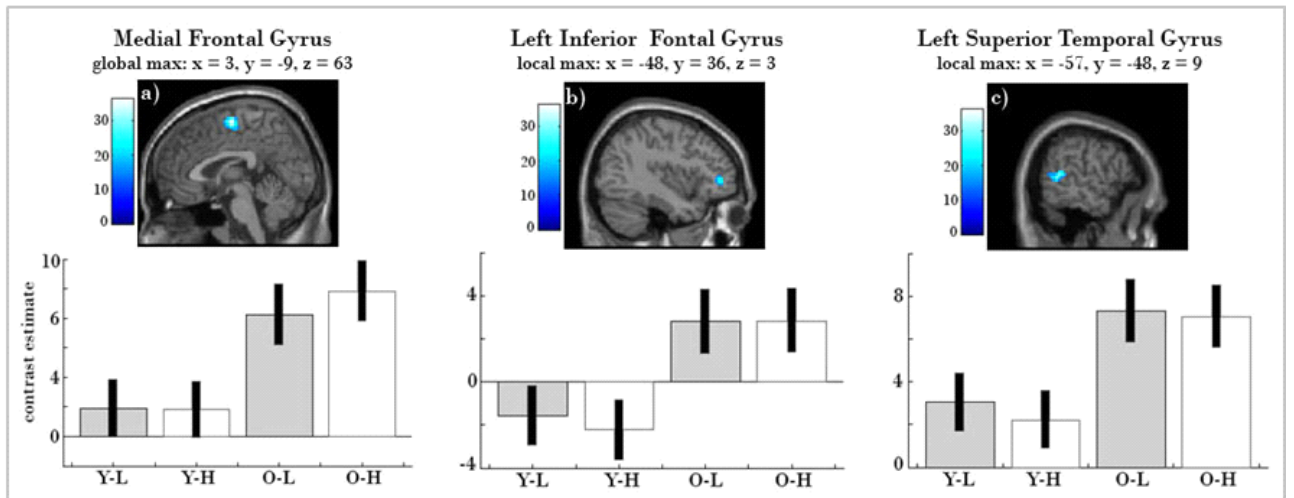 Medial Frontal Gyrus
global max: x = 3, y = -9, z = 63
a)
30
20
10
0
contrast estimate
10
6
4
0
Y-L Y-H O-L O-H
Left Inferior Fontal Gyrus
local max: x = -48, y = 36, z = 3
b)
30
20
10
0
4
0
-4
Y-L Y-H O-L O-H
Left Superior Temporal Gyrus
local max: x = -57, y = -48, z = 9
c)
30
20
10
0
8
4
0
Y-L Y-H O-L O-H